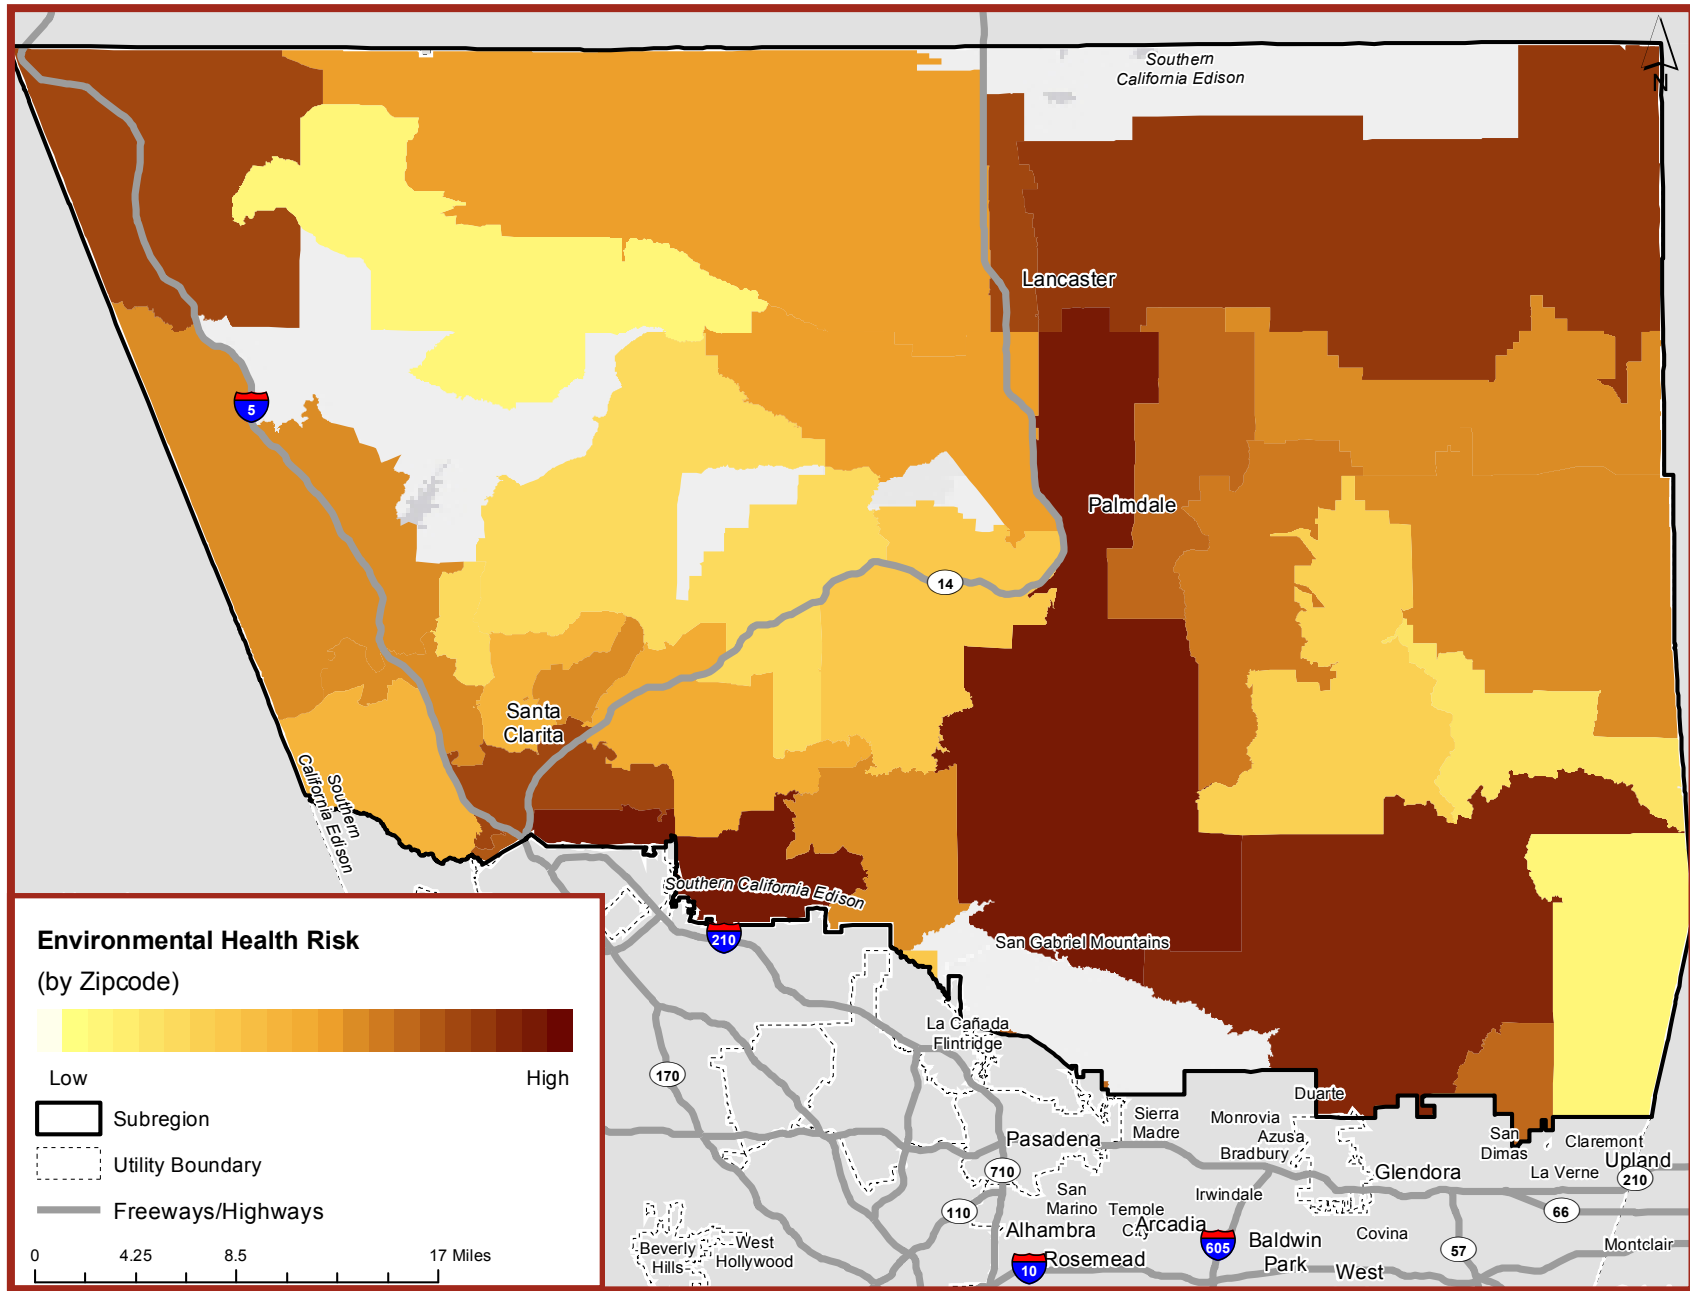 Southern
California Edison
N
Lancaster
5
Palmdale
14
Santa
Clarita
Southern
California Edison
Southern California Edison
210
San Gabriel Mountains
La Cañada
Flintridge
170
Duarte
Sierra
Madre
Monrovia
Azusa
Bradbury
Pasadena
San
Dimas
Claremont
Upland
La Verne
Glendora
710
210
Irwindale
San
Marino
110
Temple
City
Arcadia
66
Alhambra
605
Baldwin
Park
Covina
57
Montclair
Beverly
Hills
West
Hollywood
10
Rosemead
West
Environmental Health Risk
(by Zipcode)
Low High
Subregion
Utility Boundary
Freeways/Highways
0 4.25 8.5 17 Miles